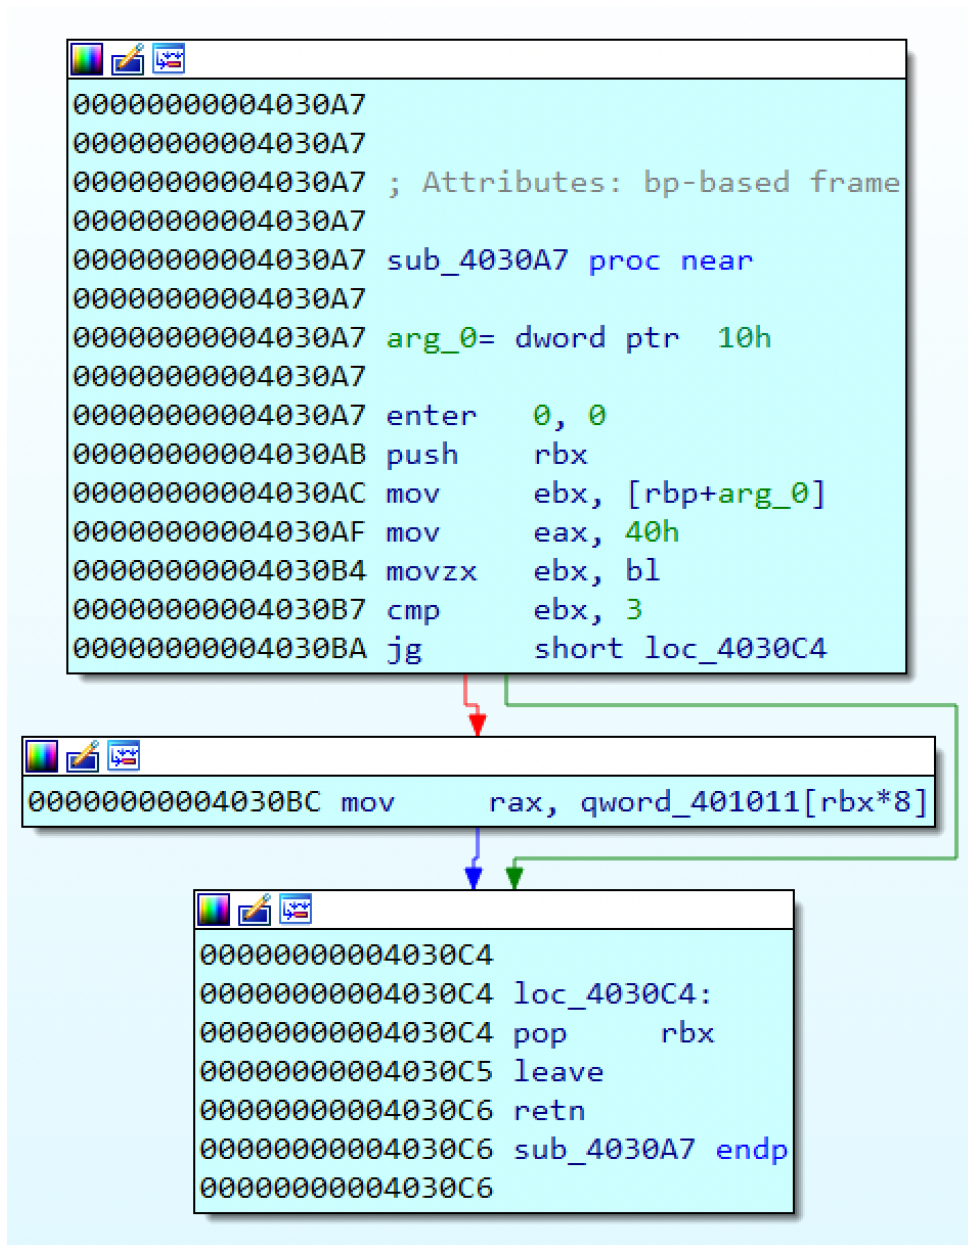 00000000004030A7
00000000004030A7
00000000004030A7 ; Attributes: bp-based frame
00000000004030A7
00000000004030A7 sub_4030A7 proc near
00000000004030A7
00000000004030A7 arg_0= dword ptr  10h
00000000004030A7
00000000004030A7 enter   0, 0
00000000004030AB push    rbx
00000000004030AC mov     ebx, [rbp+arg_0]
00000000004030AF mov     eax, 40h
00000000004030B4 movzx   ebx, bl
00000000004030B7 cmp     ebx, 3
00000000004030BA jg      short loc_4030C4
00000000004030BC mov     rax, qword_401011[rbx*8]
00000000004030C4
00000000004030C4 loc_4030C4:
00000000004030C4 pop     rbx
00000000004030C5 leave
00000000004030C6 retn
00000000004030C6 sub_4030A7 endp
00000000004030C6